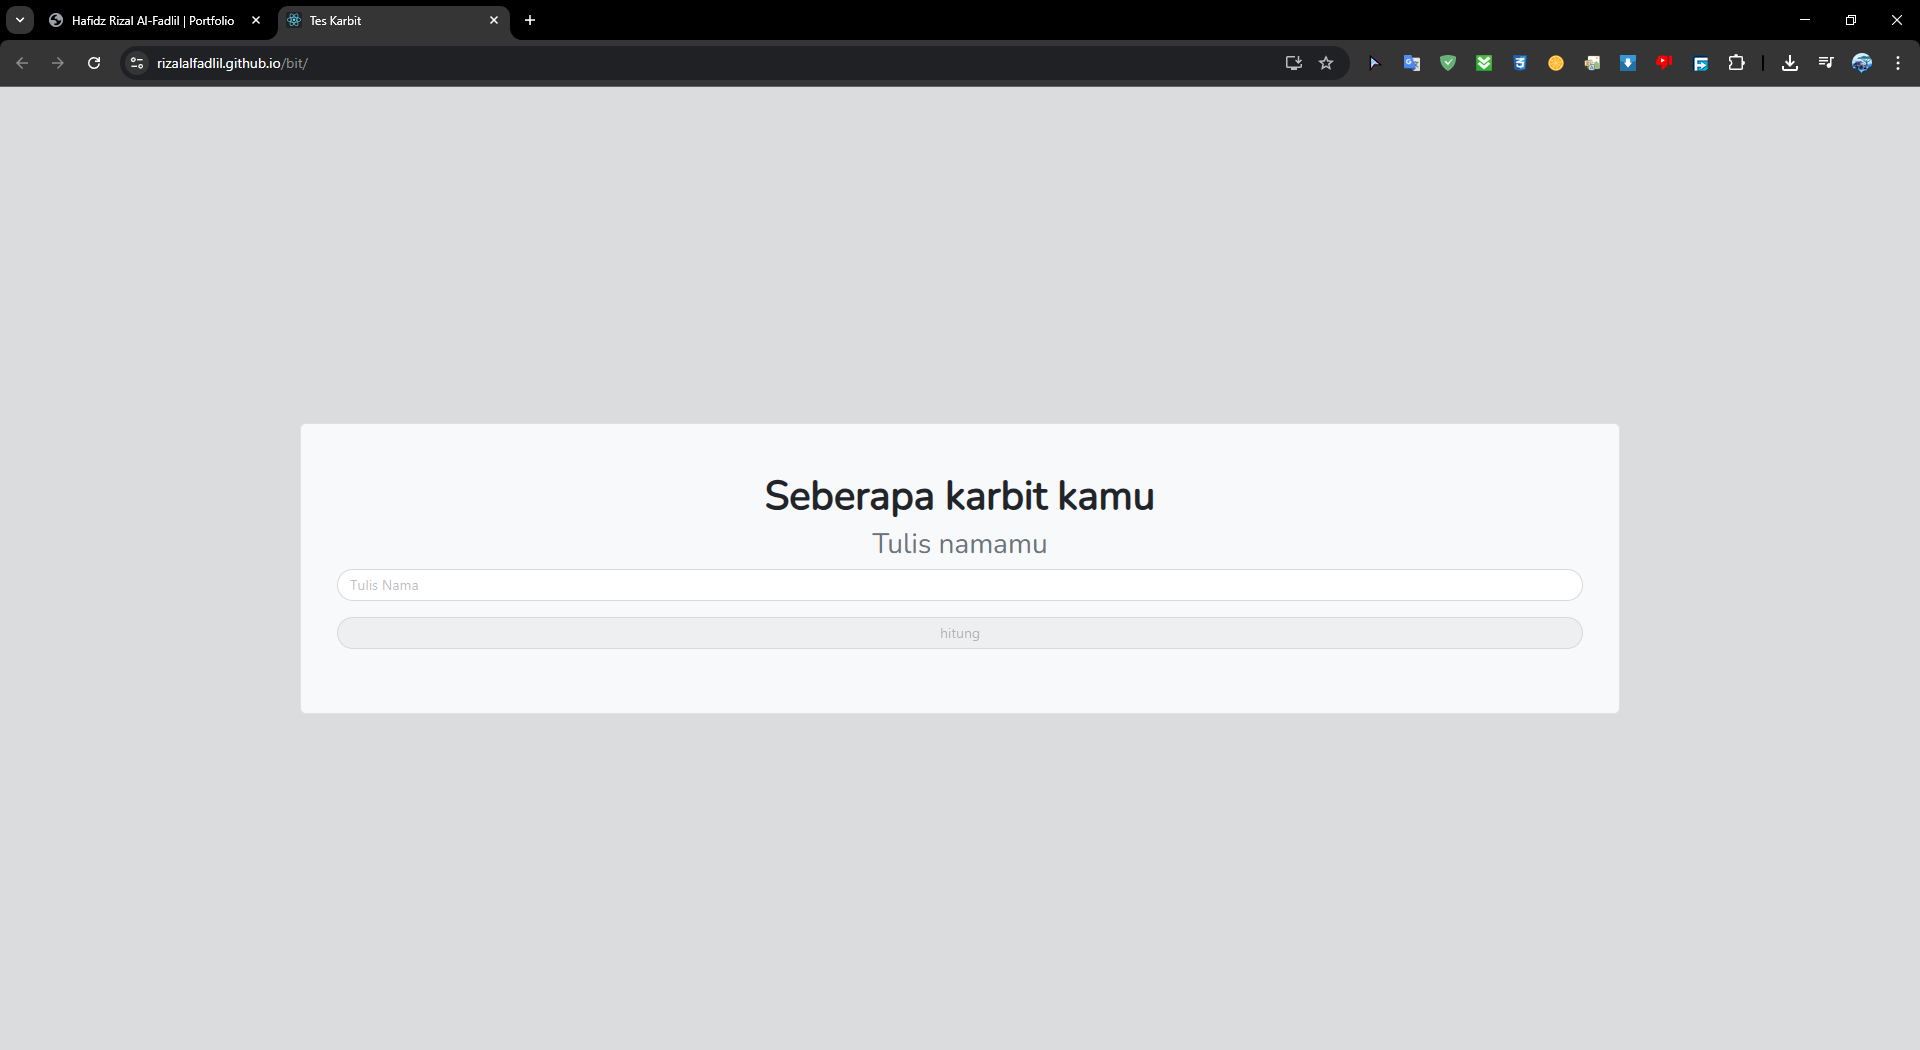 Hafidz Rizal Al-Fadlil | Portfolio
Tes Karbit
rizalalfadlil.github.io/bit/
Seberapa karbit kamu
Tulis namamu
Tulis Nama
hitung